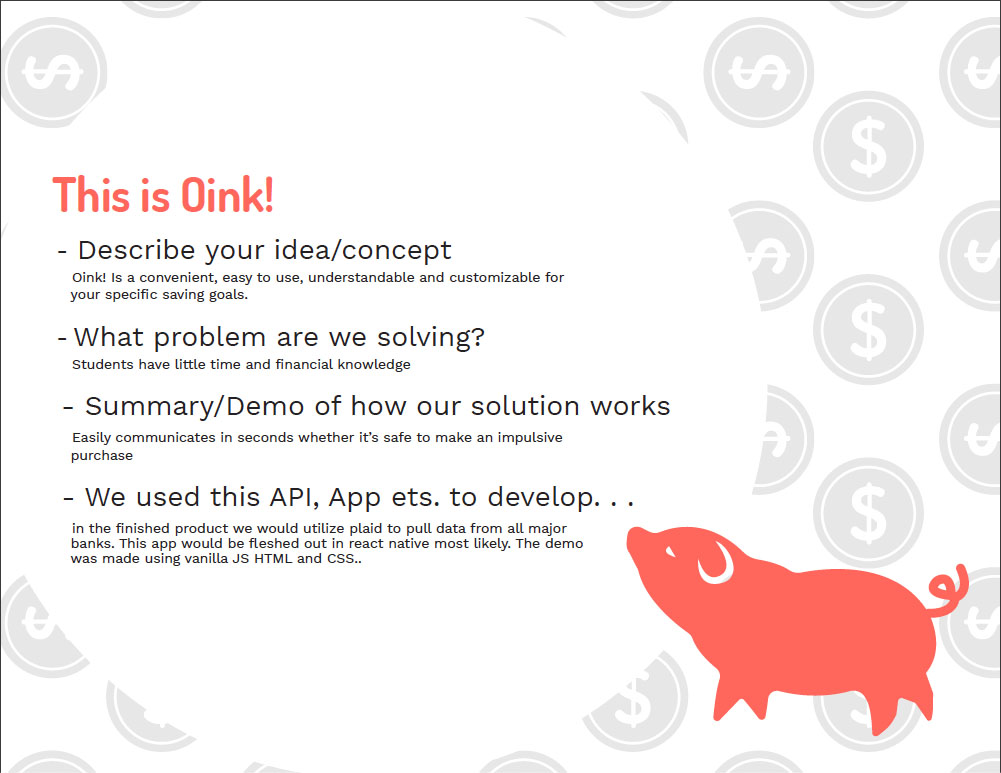 This is Oink!
- Describe your idea/concept
Oink! Is a convenient, easy to use, understandable and customizable for
your specific saving goals.
- What problem are we solving?
Students have little time and financial knowledge
- Summary/Demo of how our solution works
Easily communicates in seconds whether it's safe to make an impulsive
purchase
- We used this API, App ets. to develop. . .
in the finished product we would utilize plaid to pull data from all major
banks. This app would be fleshed out in react native most likely. The demo
was made using vanilla JS HTML and CSS..